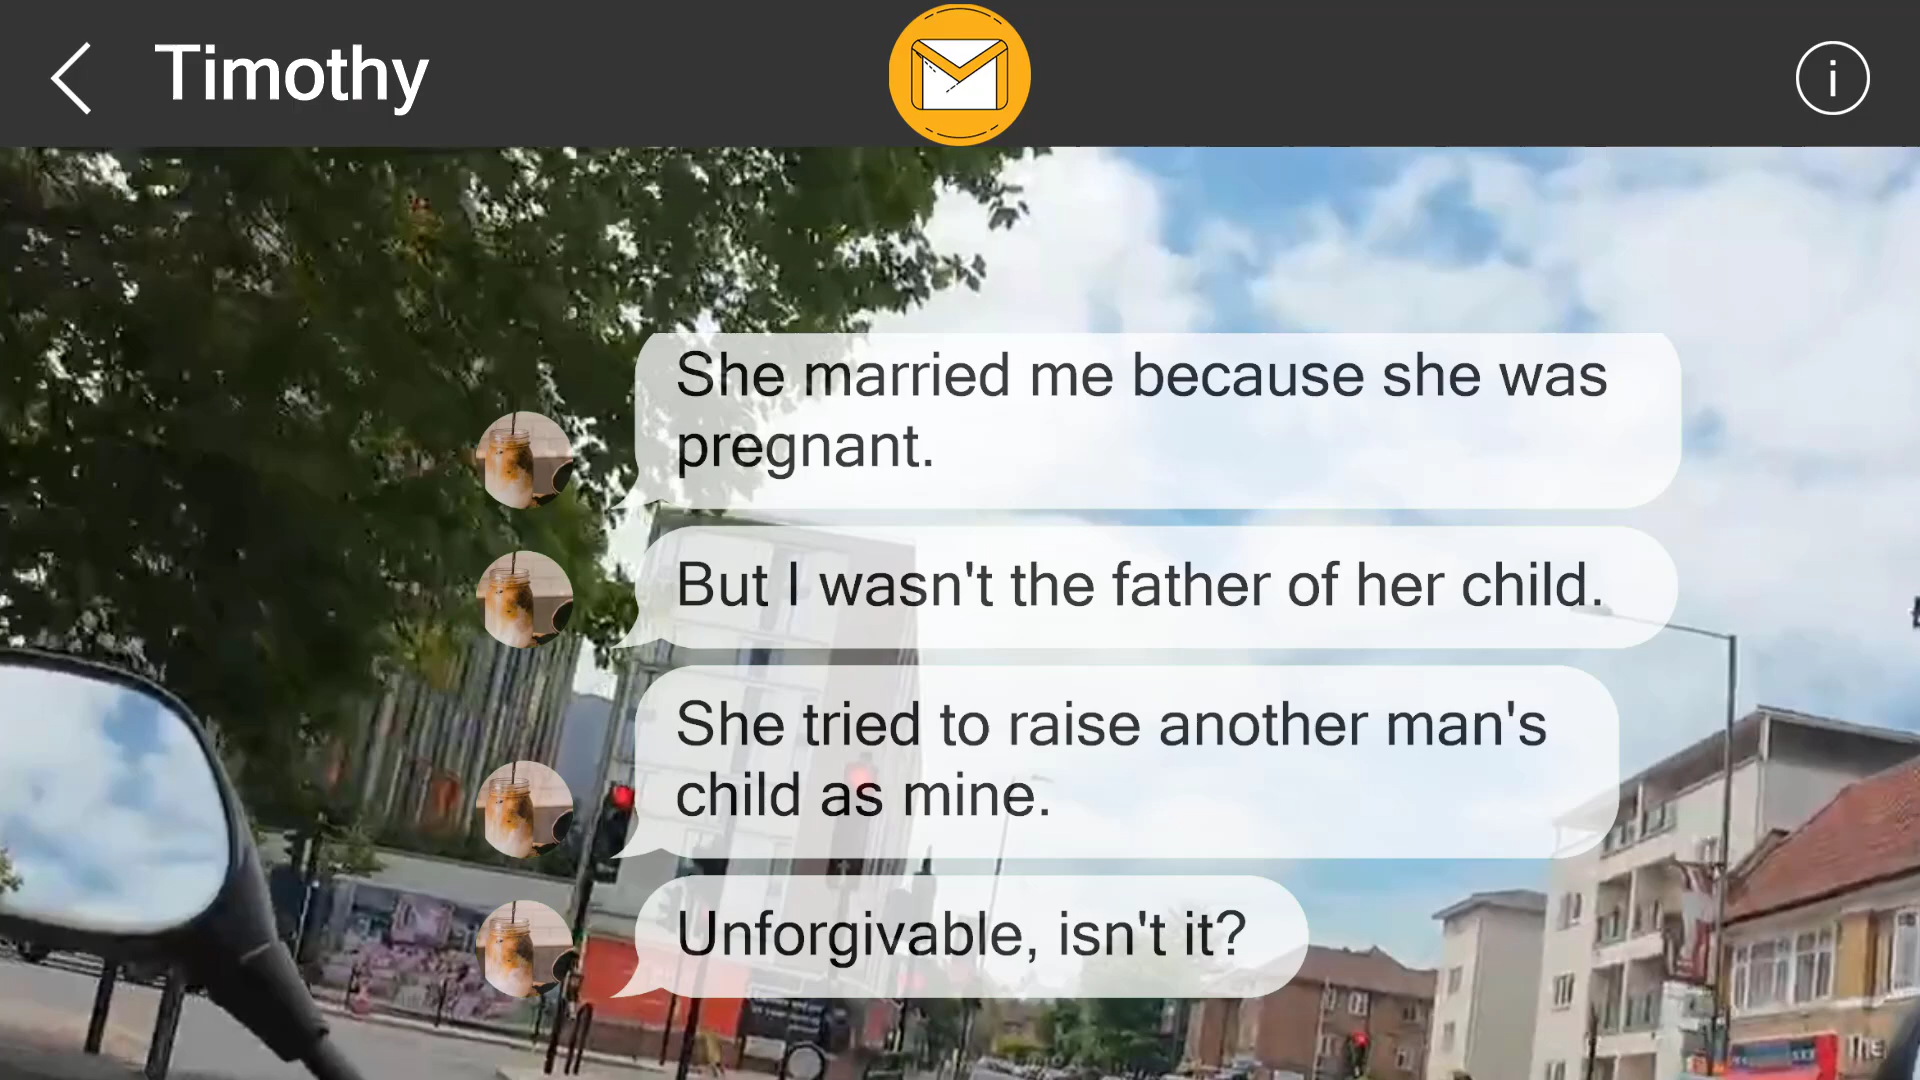 Timothy
She married me because she was
pregnant.
But I wasn't the father of her child.
She tried to raise another man's
child as mine.
Unforgivable, isn't it?